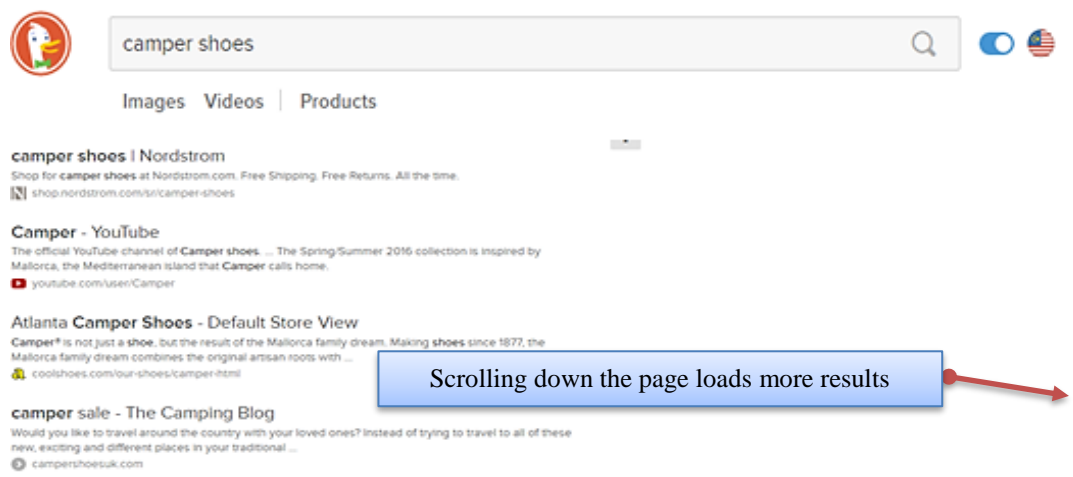 camper shoes
Images Videos Products
camper shoes | Nordstrom
Shop for camper shoes at Nordstrom.com. Free Shipping. Free Returns. All the time.
shop.nordstrom.com/sr/camper-shoes
Camper - YouTube
The official YouTube channel of Camper shoes. ... The Spring/Summer 2016 collection is inspired by
Mallorca, the Mediterranean island that Camper calls home.
youtube.com/user/Camper
Atlanta Camper Shoes - Default Store View
Camper® is not just a shoe, but the result of the Mallorca family dream. Making shoes since 1877, the
Mallorca family dream combines the original artisan roots with ...
coolshoes.com/our-shoes/camper-html
Scrolling down the page loads more results
camper sale - The Camping Blog
Would you like to travel around the country with your loved ones? Instead of trying to travel to all of these
new, exciting and different places in your traditional ...
campershoesuk.com